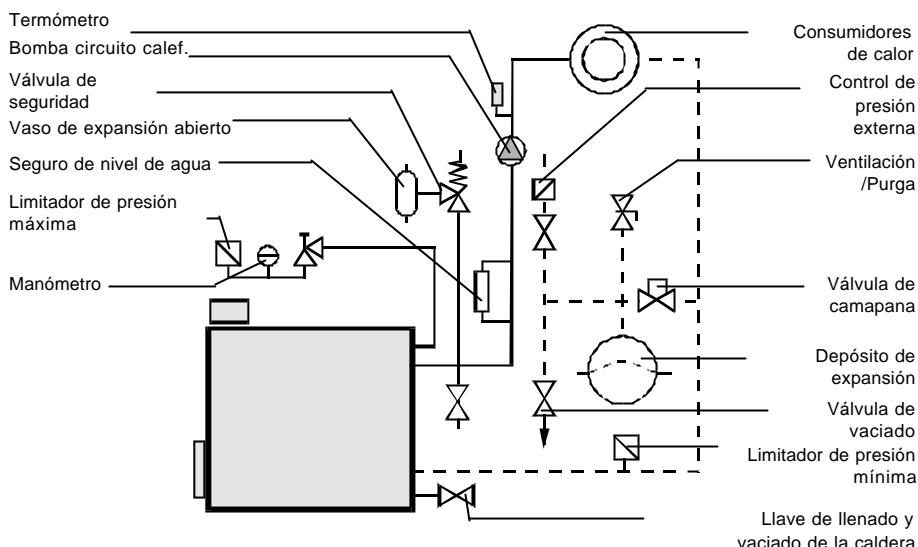 Termómetro
Bomba circuito calef.
Válvula de
seguridad
Vaso de expansión abierto
Seguro de nivel de agua
Limitador de presión
máxima
Manómetro
Consumidores
de calor
Control de
presión
externa
Ventilación
/Purga
Válvula de
camapana
Depósito de
expansión
Válvula de
vaciado
Limitador de presión
mínima
Llave de llenado y
vaciado de la caldera